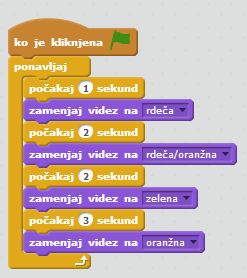 ko je kliknjena
ponavljaj
počakaj 1 sekund
zamenjaj videz na rdeča
počakaj 2 sekund
zamenjaj videz na rdeča/oranžna
počakaj 2 sekund
zamenjaj videz na zelena
počakaj 3 sekund
zamenjaj videz na oranžna